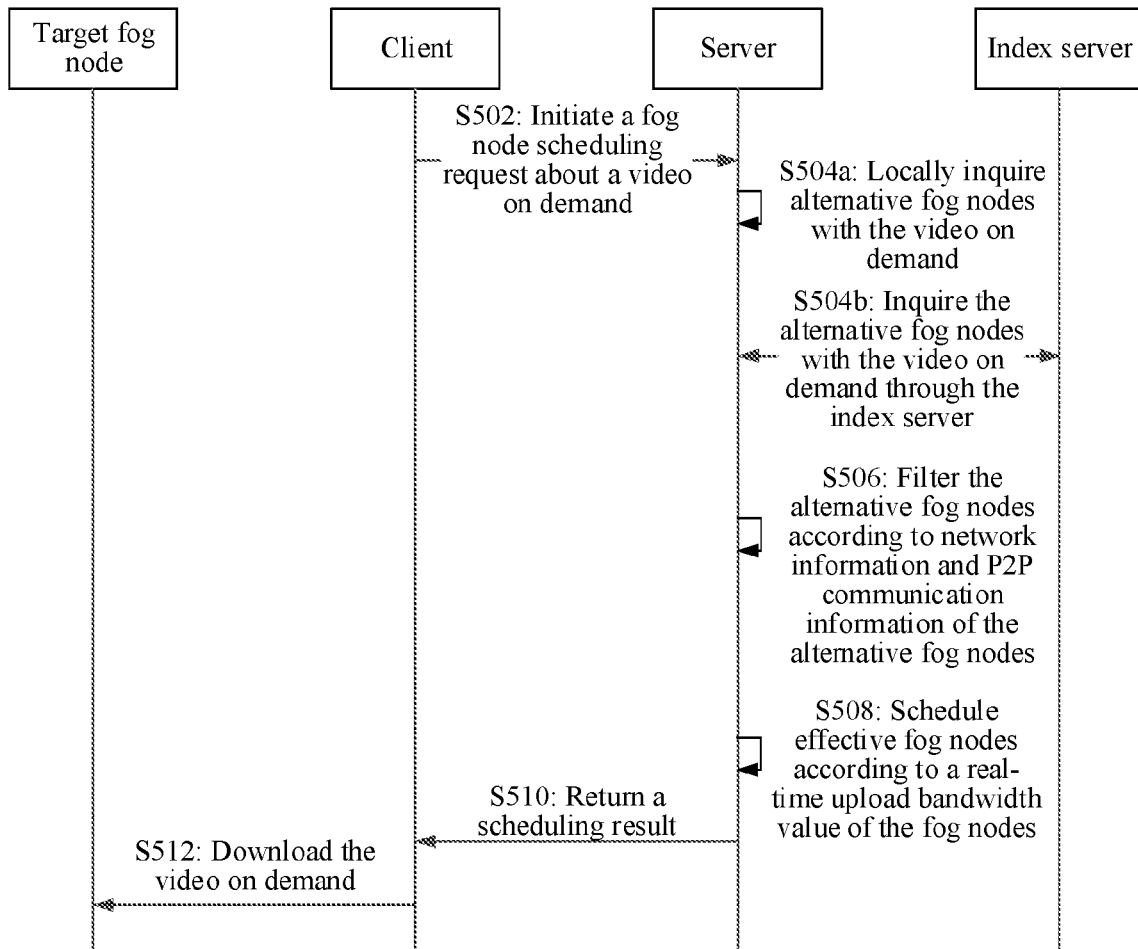 Target fog
node
Client
Server
Index server
S502: Initiate a fog
node scheduling
request about a video
on demand
S504a: Locally inquire
alternative fog nodes
with the video on
demand
S504b: Inquire the
alternative fog nodes
with the video on
demand through the
index server
S506: Filter the
alternative fog nodes
according to network
information and P2P
communication
information of the
alternative fog nodes
S508: Schedule
effective fog nodes
according to a real-
time upload bandwidth
value of the fog nodes
S510: Return a
scheduling result
S512: Download the
video on demand